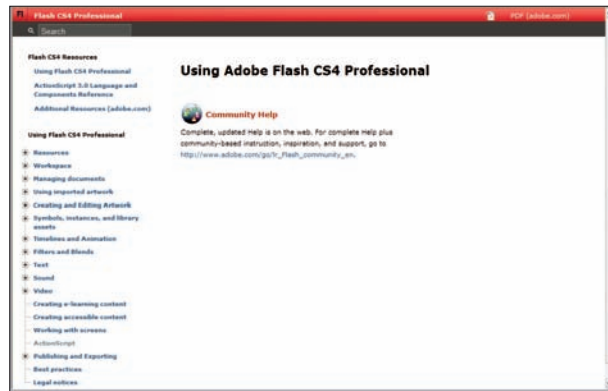 Fl Flash CS4 Professional
PDF (adobe.com)
Search
Flash CS4 Resources
Using Flash CS4 Professional
ActionScript 3.0 Language and
Components Reference
Additional Resources (adobe.com)
Using Flash CS4 Professional
Resources
Workspace
Managing documents
Using imported artwork
Creating and Editing Artwork
Symbols, instances, and library
assets
Timelines and Animation
Filters and Blends
Text
Sound
Video
Creating e-learning content
Creating accessible content
Working with screens
ActionScript
Publishing and Exporting
Best practices
Legal notices
Using Adobe Flash CS4 Professional
Community Help
Complete, updated Help is on the web. For complete Help plus
community-based instruction, inspiration, and support, go to
http://www.adobe.com/go/lr_Flash_community_en.